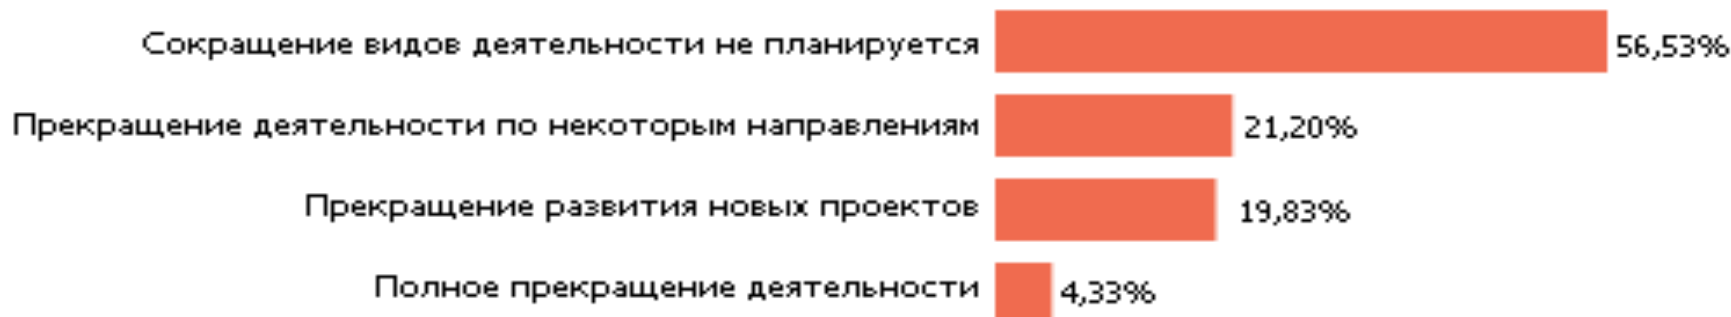 Сокращение видов деятельности не планируется 56,53%
Прекращение деятельности по некоторым направлениям 21,20%
Прекращение развития новых проектов 19,83%
Полное прекращение деятельности 4,33%